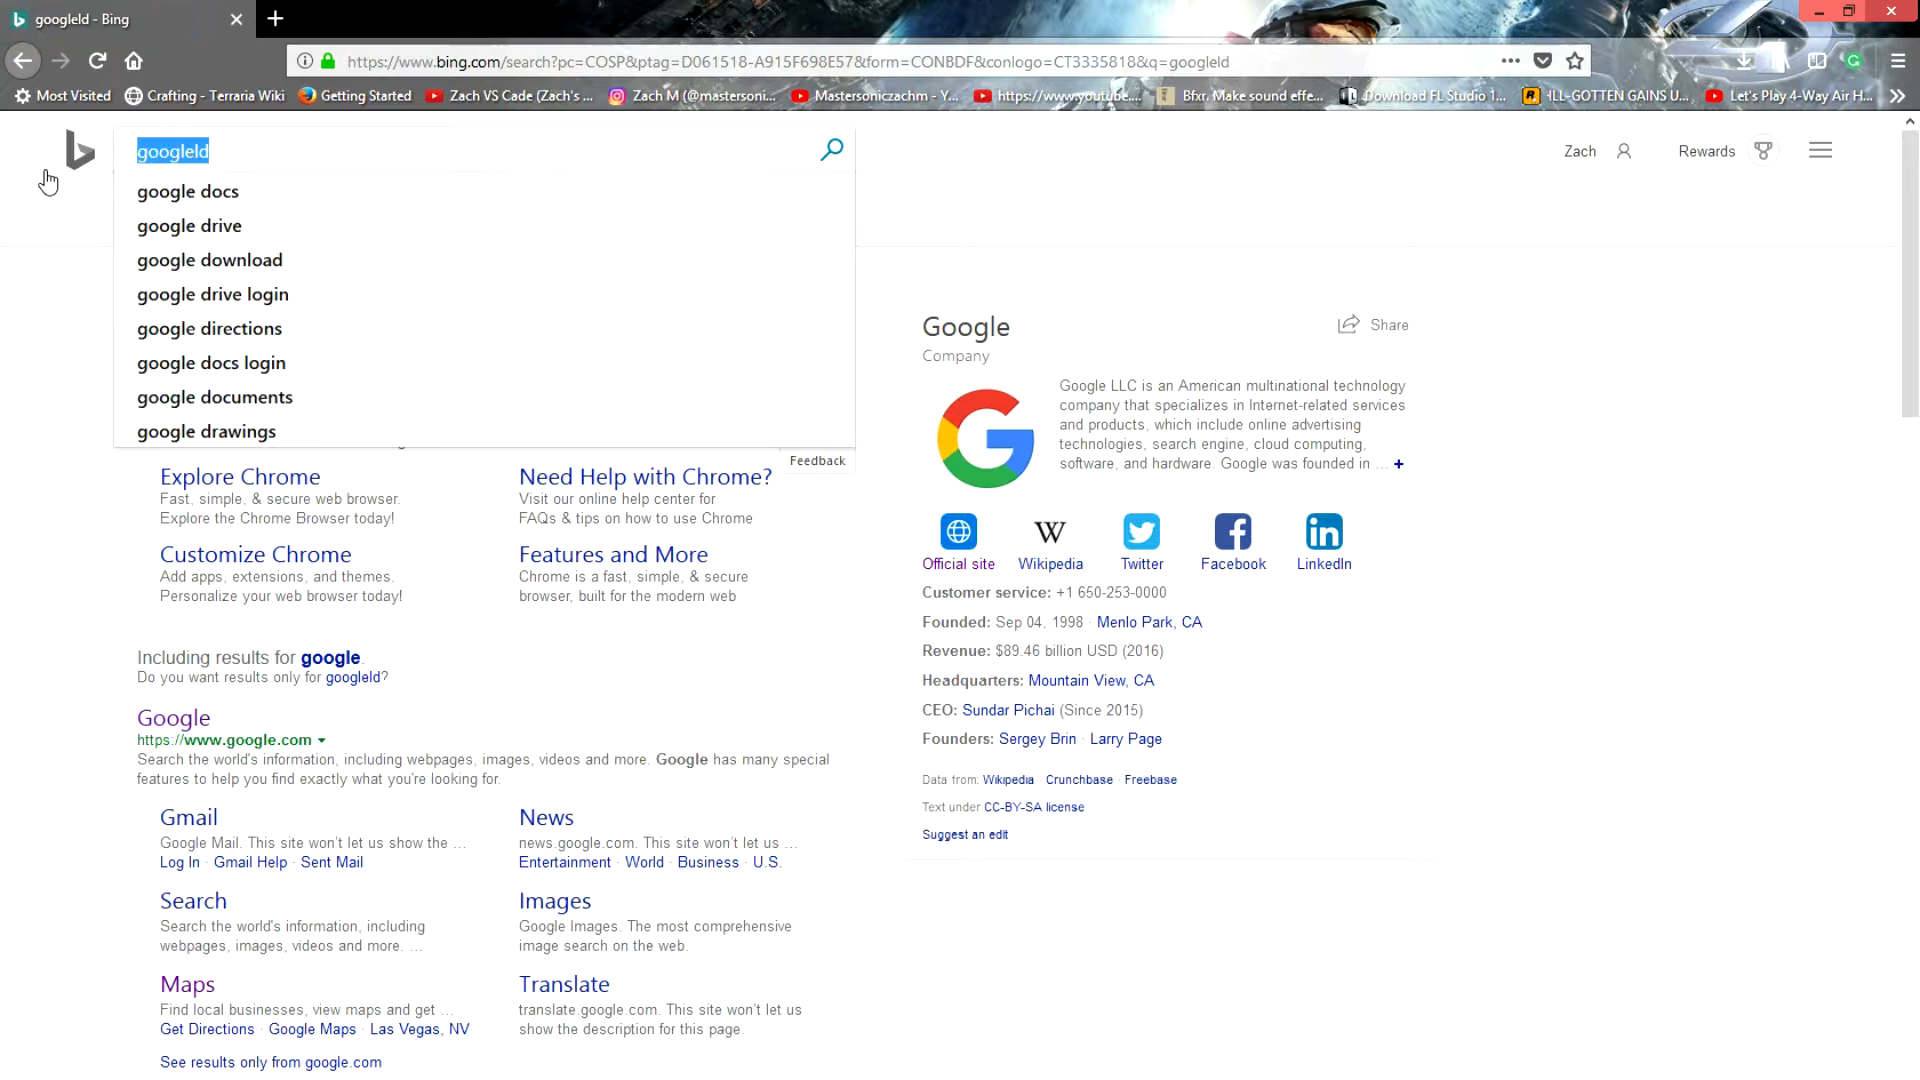 googleld - Bing
https://www.bing.com/search?pc=COSP&ptag=D061518-A915F698E57&form=CONBDF&conlogo=CT3335818&q=googleld
Most Visited Crafting - Terraria Wiki Getting Started Zach VS Cade (Zach's ... Zach M (@mastersoni... Mastersoniczachm - Y... https://www.youtube.... Bfxr. Make sound effe... Download FL Studio 1... ILL-GOTTEN GAINS U... Let's Play 4-Way Air H...
googleld
Zach
Rewards
google docs
google drive
google download
google drive login
google directions
google docs login
google documents
google drawings
Feedback
Explore Chrome
Fast, simple, & secure web browser.
Explore the Chrome Browser today!
Need Help with Chrome?
Visit our online help center for
FAQs & tips on how to use Chrome
Customize Chrome
Add apps, extensions, and themes.
Personalize your web browser today!
Features and More
Chrome is a fast, simple, & secure
browser, built for the modern web
Including results for google.
Do you want results only for googleld?
Google
https://www.google.com
Search the world's information, including webpages, images, videos and more. Google has many special
features to help you find exactly what you're looking for.
Gmail
Google Mail. This site won't let us show the ...
Log In · Gmail Help · Sent Mail
News
news.google.com. This site won't let us ...
Entertainment · World · Business · U.S.
Search
Search the world's information, including
webpages, images, videos and more. ...
Images
Google Images. The most comprehensive
image search on the web.
Maps
Find local businesses, view maps and get ...
Get Directions · Google Maps · Las Vegas, NV
Translate
translate.google.com. This site won't let us
show the description for this page.
See results only from google.com
Google
Share
Company
Google LLC is an American multinational technology
company that specializes in Internet-related services
and products, which include online advertising
technologies, search engine, cloud computing,
software, and hardware. Google was founded in ... +
Official site Wikipedia Twitter Facebook LinkedIn
Customer service: +1 650-253-0000
Founded: Sep 04, 1998 · Menlo Park, CA
Revenue: $89.46 billion USD (2016)
Headquarters: Mountain View, CA
CEO: Sundar Pichai (Since 2015)
Founders: Sergey Brin · Larry Page
Data from: Wikipedia · Crunchbase · Freebase
Text under CC-BY-SA license
Suggest an edit